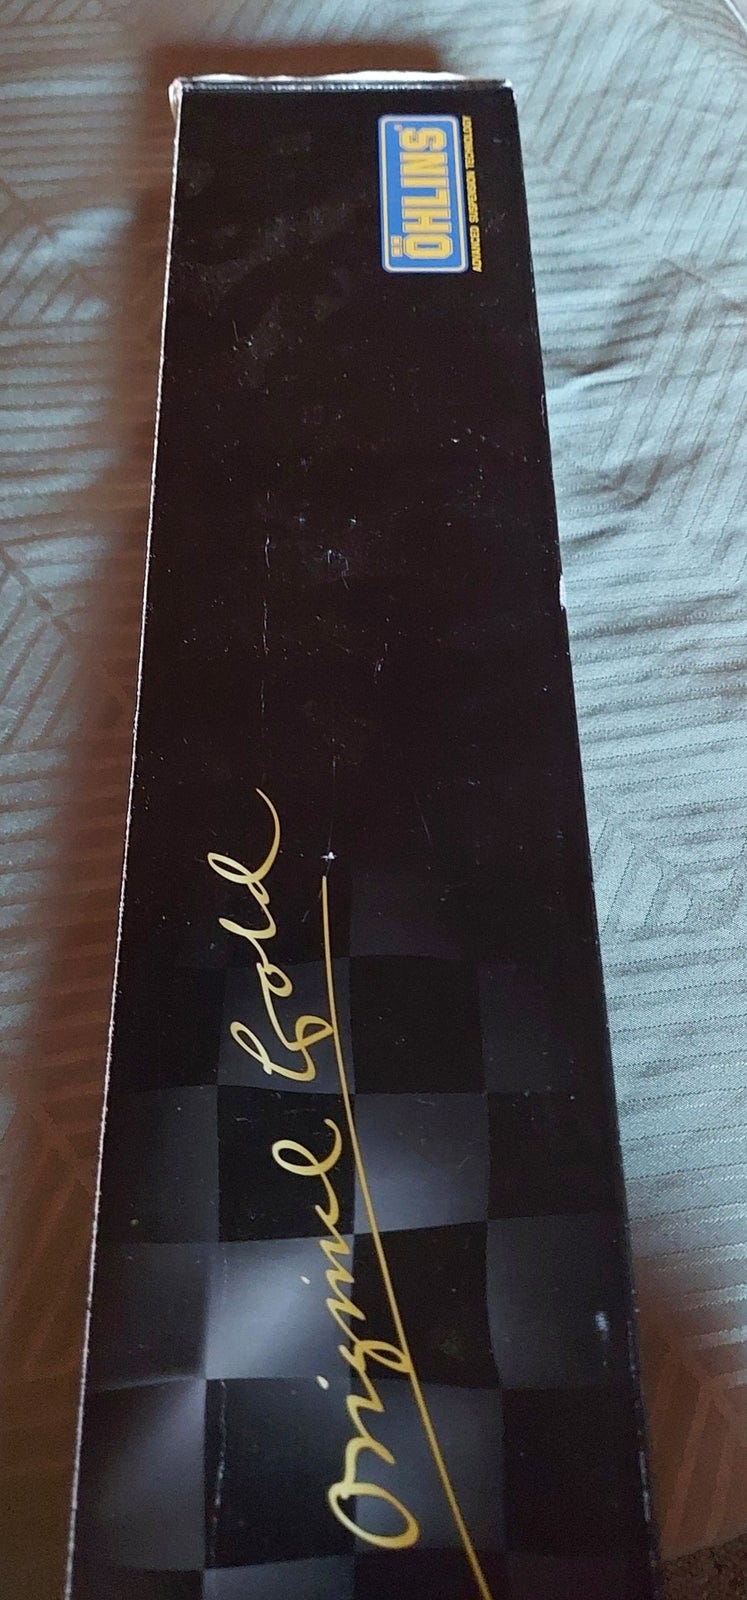 ÖHLINS
ADVANCED SUSPENSION TECHNOLOGY
Original Gold